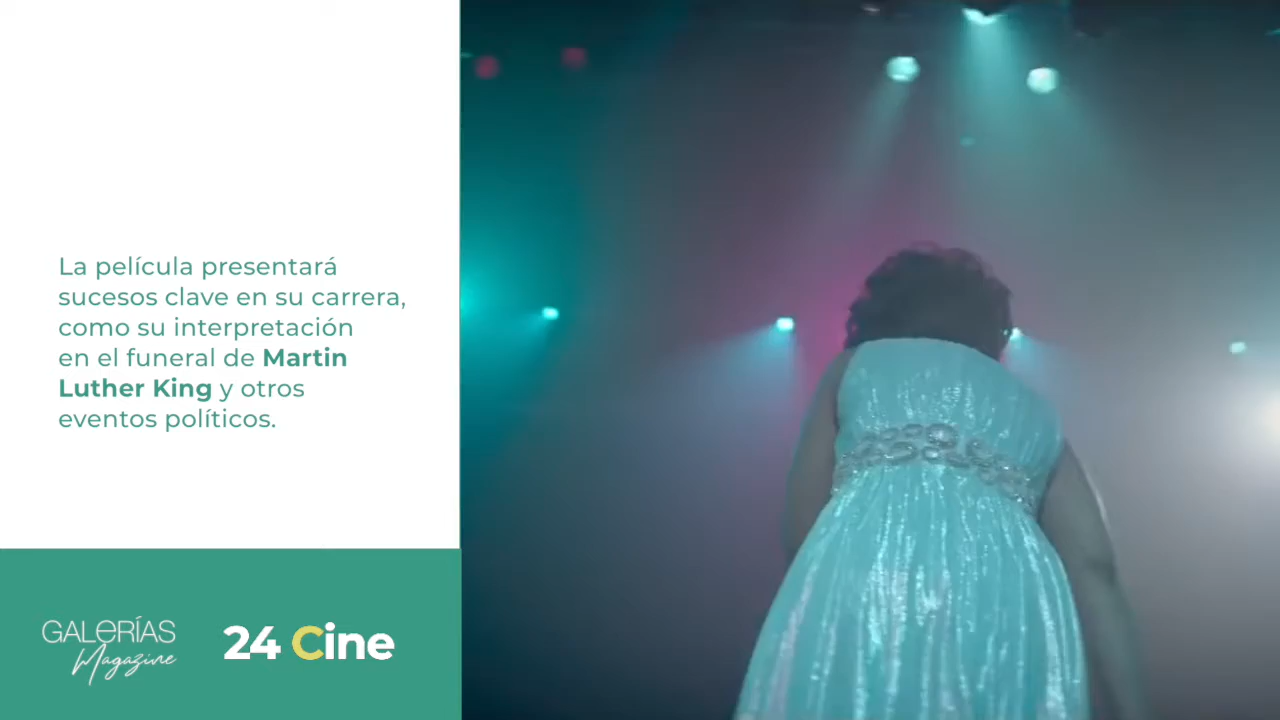 La película presentará
sucesos clave en su carrera,
como su interpretación
en el funeral de Martin
Luther King y otros
eventos políticos.
GALERÍAS
Magazine
24 Cine